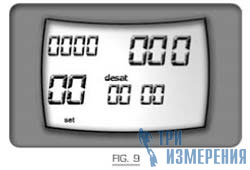 0000 000
desat
00 00 00
set
FIG. 9
ТРИ
ИЗМЕРЕНИЯ